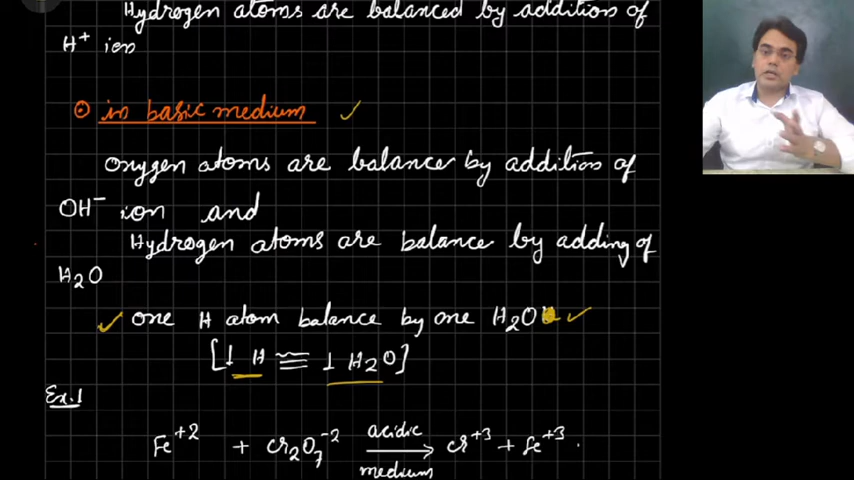 Hydrogen atoms are balanced by addition of
H⁺ ion
⊙ in basic medium ✓
Oxygen atoms are balance by addition of
OH⁻ ion and
Hydrogen atoms are balance by adding of
H₂O
✓ one H atom balance by one H₂O ✓
[1 H ≡ 1 H₂O]
Ex.1
Fe⁺² + Cr₂O₇⁻² acidic medium → Cr⁺³ + Fe⁺³